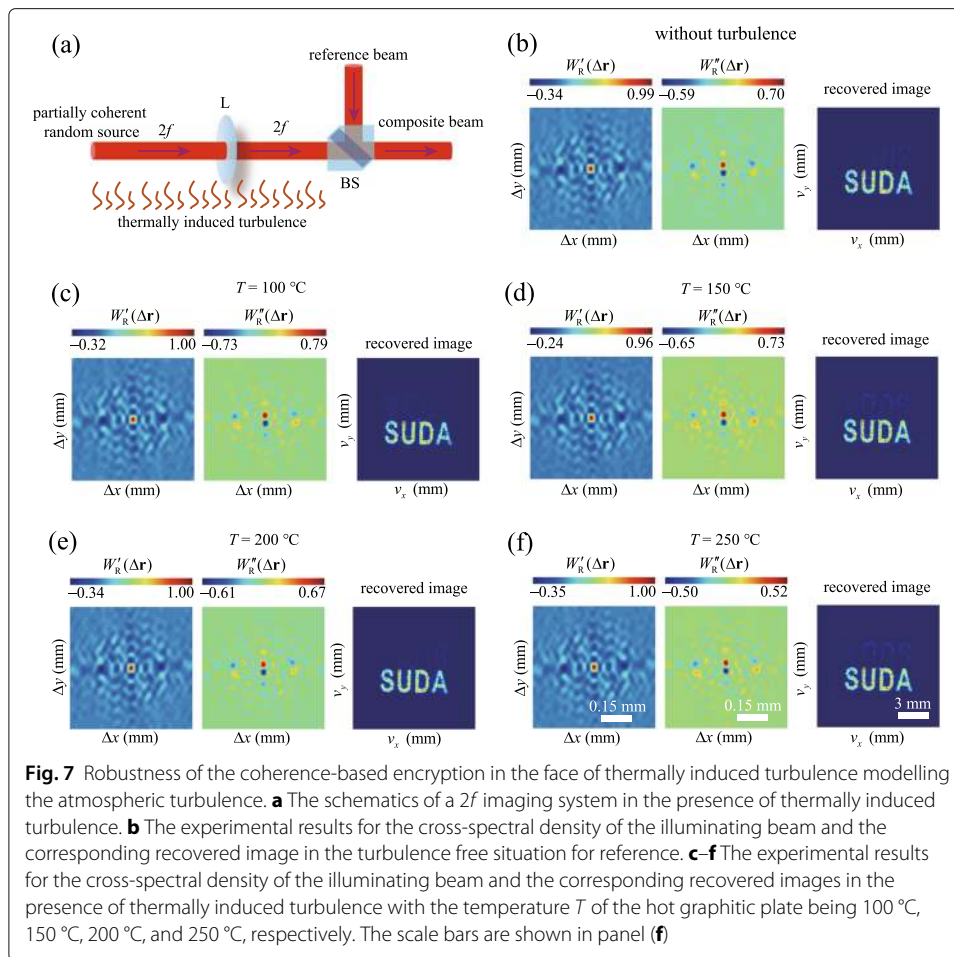 (a)
reference beam
partially coherent
random source
L
2f
2f
composite beam
BS
thermally induced turbulence
(b)
without turbulence
W′R(Δr)
−0.34 0.99
W″R(Δr)
−0.59 0.70
recovered image
SUDA
Δy (mm)
Δx (mm)
Δx (mm)
vy (mm)
vx (mm)
(c)
T = 100 °C
W′R(Δr)
−0.32 1.00
W″R(Δr)
−0.73 0.79
recovered image
SUDA
Δy (mm)
Δx (mm)
Δx (mm)
vy (mm)
vx (mm)
(d)
T = 150 °C
W′R(Δr)
−0.24 0.96
W″R(Δr)
−0.65 0.73
recovered image
SUDA
Δy (mm)
Δx (mm)
Δx (mm)
vy (mm)
vx (mm)
(e)
T = 200 °C
W′R(Δr)
−0.34 1.00
W″R(Δr)
−0.61 0.67
recovered image
SUDA
Δy (mm)
Δx (mm)
Δx (mm)
vy (mm)
vx (mm)
(f)
T = 250 °C
W′R(Δr)
−0.35 1.00
W″R(Δr)
−0.50 0.52
recovered image
SUDA
0.15 mm
0.15 mm
3 mm
Δy (mm)
Δx (mm)
Δx (mm)
vy (mm)
vx (mm)
Fig. 7 Robustness of the coherence-based encryption in the face of thermally induced turbulence modelling
the atmospheric turbulence. a The schematics of a 2f imaging system in the presence of thermally induced
turbulence. b The experimental results for the cross-spectral density of the illuminating beam and the
corresponding recovered image in the turbulence free situation for reference. c–f The experimental results
for the cross-spectral density of the illuminating beam and the corresponding recovered images in the
presence of thermally induced turbulence with the temperature T of the hot graphitic plate being 100 °C,
150 °C, 200 °C, and 250 °C, respectively. The scale bars are shown in panel (f)